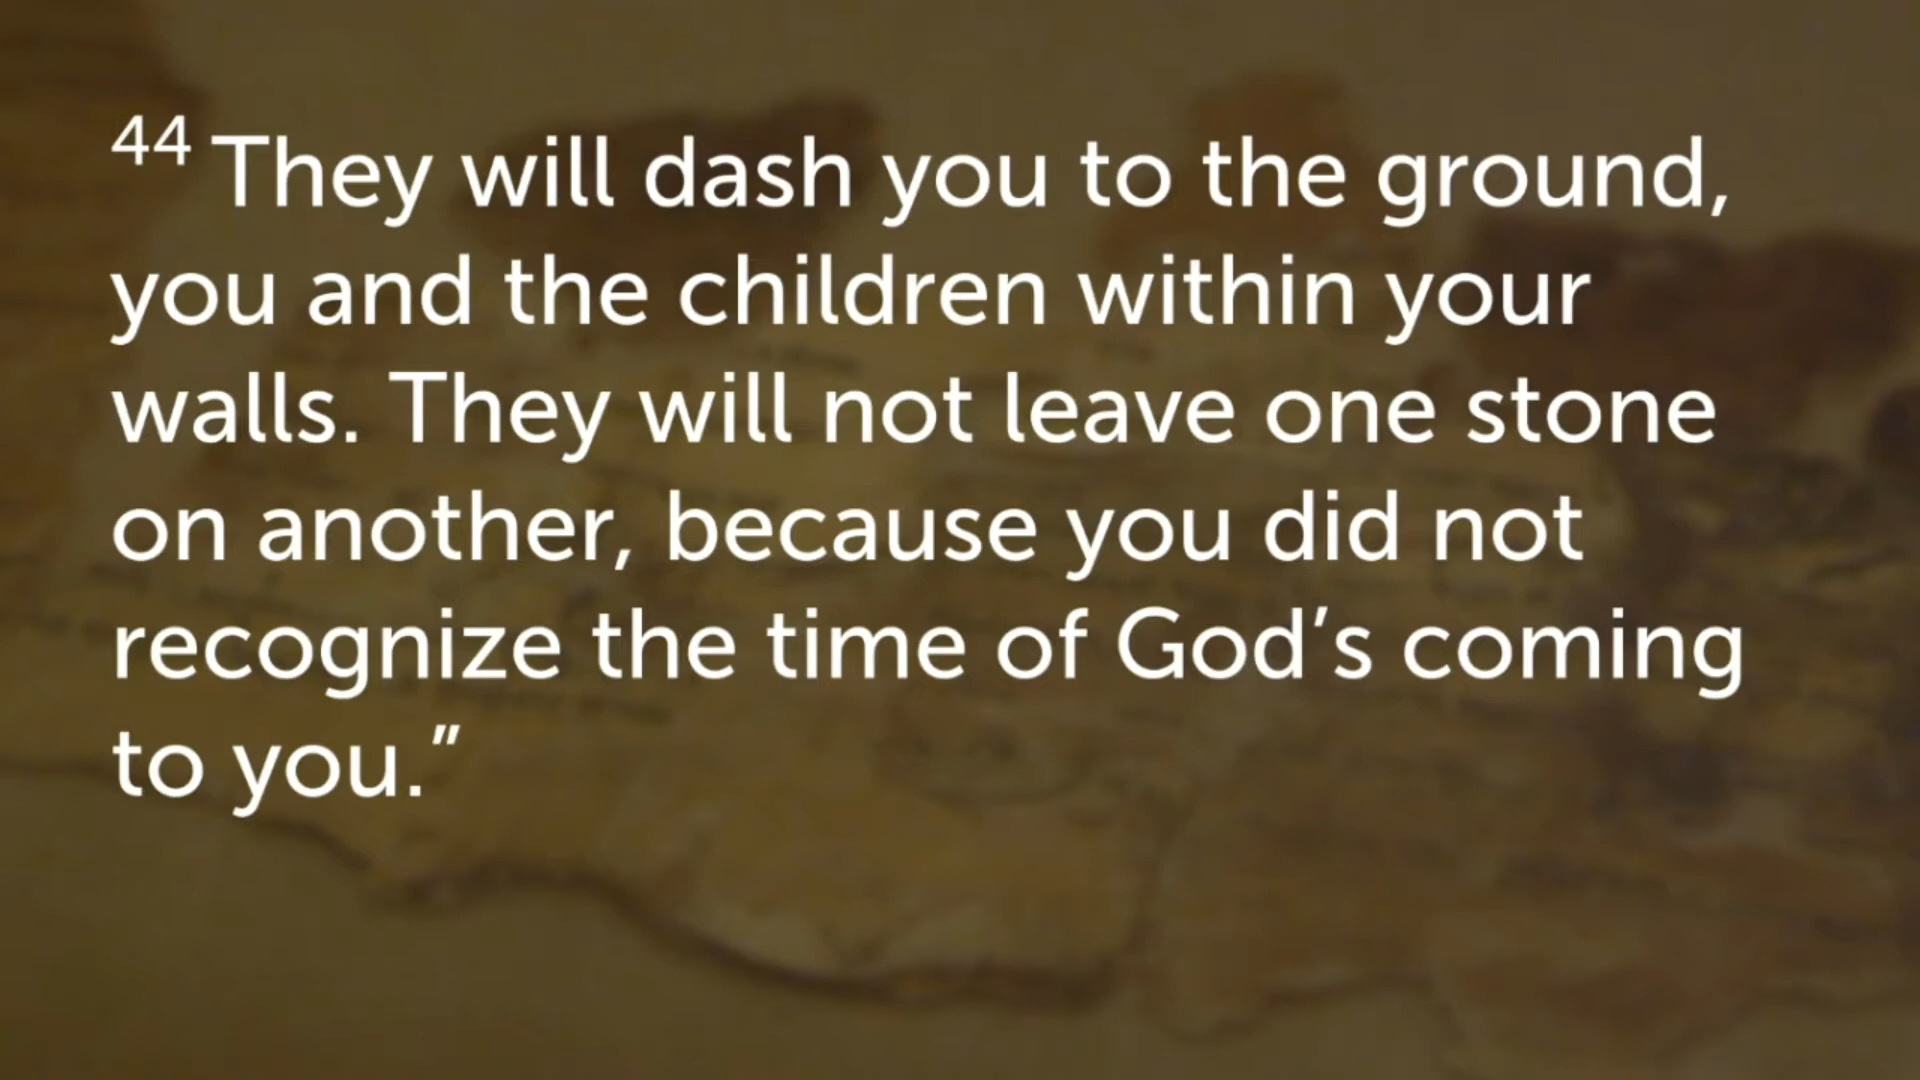 44 They will dash you to the ground,
you and the children within your
walls. They will not leave one stone
on another, because you did not
recognize the time of God’s coming
to you.”